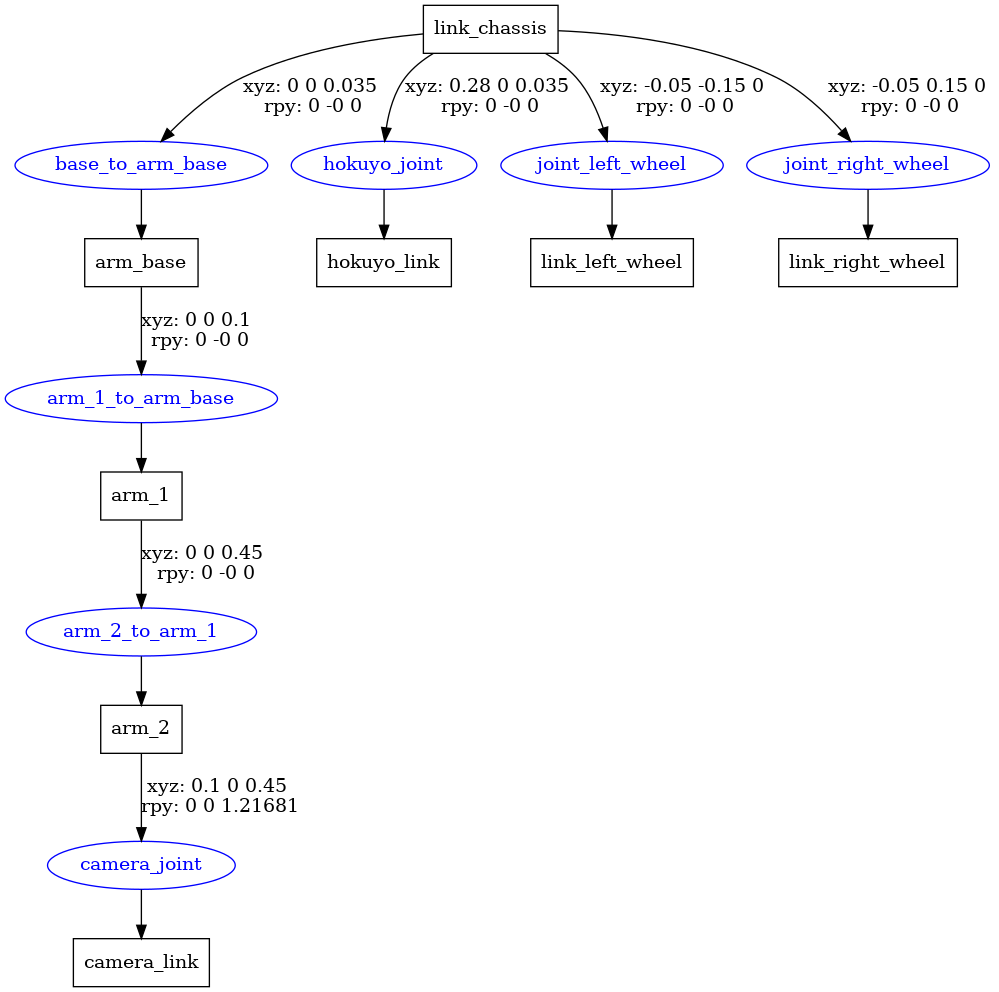 link_chassis
xyz: 0 0 0.035
rpy: 0 -0 0
xyz: 0.28 0 0.035
rpy: 0 -0 0
xyz: -0.05 -0.15 0
rpy: 0 -0 0
xyz: -0.05 0.15 0
rpy: 0 -0 0
base_to_arm_base
hokuyo_joint
joint_left_wheel
joint_right_wheel
arm_base
hokuyo_link
link_left_wheel
link_right_wheel
xyz: 0 0 0.1
rpy: 0 -0 0
arm_1_to_arm_base
arm_1
xyz: 0 0 0.45
rpy: 0 -0 0
arm_2_to_arm_1
arm_2
xyz: 0.1 0 0.45
rpy: 0 0 1.21681
camera_joint
camera_link